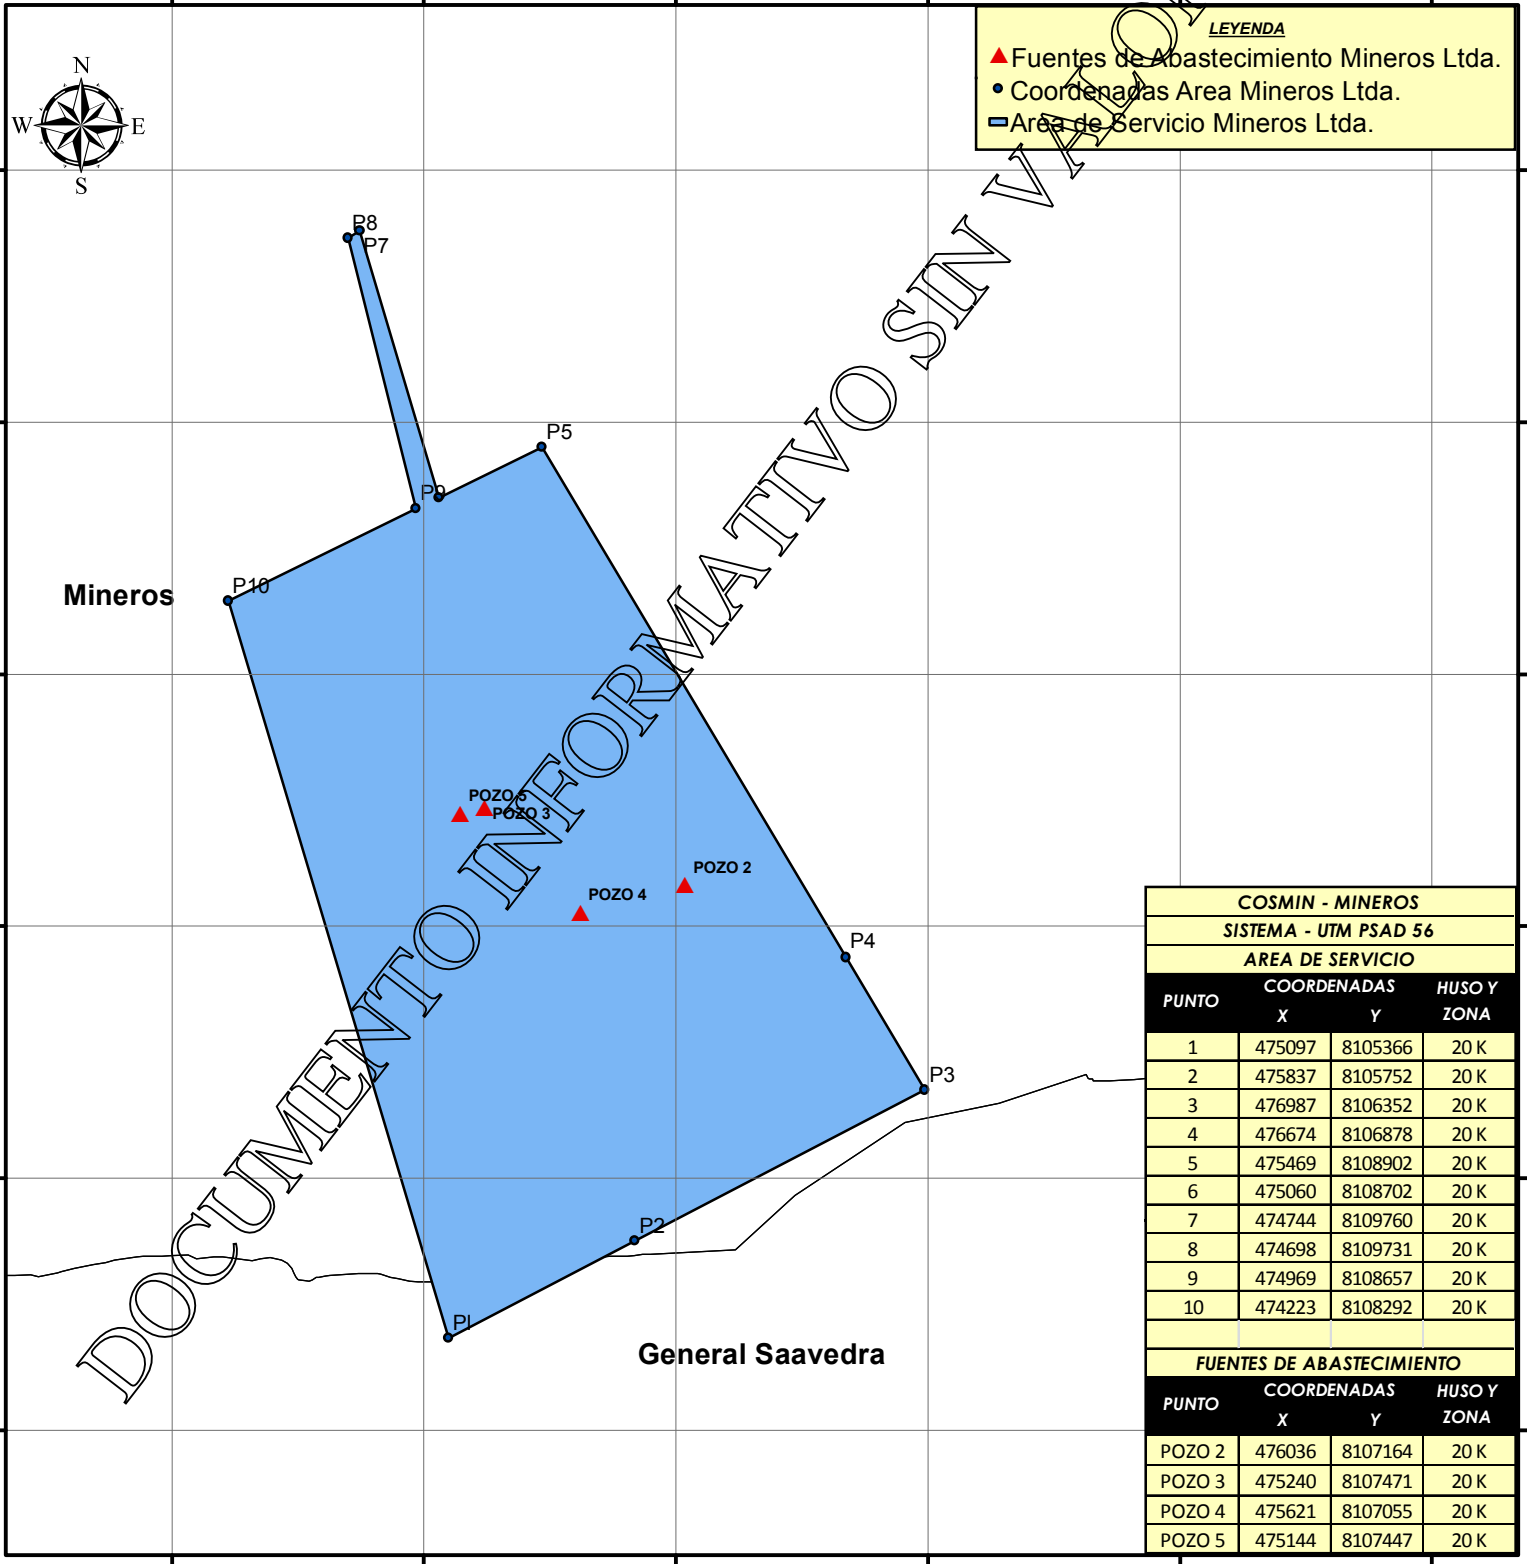 LEYENDA
Fuentes de Abastecimiento Mineros Ltda.
Coordenadas Area Mineros Ltda.
Area de Servicio Mineros Ltda.
N
W E
S
P8
P7
P5
P9
P10
Mineros
POZO 5
POZO 3
POZO 2
POZO 4
P4
P3
P2
P1
General Saavedra
DOCUMENTO INFORMATIVO SIN VALOR
COSMIN - MINEROS
SISTEMA - UTM PSAD 56
AREA DE SERVICIO
PUNTO COORDENADAS HUSO Y
X Y ZONA
1 475097 8105366 20 K
2 475837 8105752 20 K
3 476987 8106352 20 K
4 476674 8106878 20 K
5 475469 8108902 20 K
6 475060 8108702 20 K
7 474744 8109760 20 K
8 474698 8109731 20 K
9 474969 8108657 20 K
10 474223 8108292 20 K
FUENTES DE ABASTECIMIENTO
PUNTO COORDENADAS HUSO Y
X Y ZONA
POZO 2 476036 8107164 20 K
POZO 3 475240 8107471 20 K
POZO 4 475621 8107055 20 K
POZO 5 475144 8107447 20 K